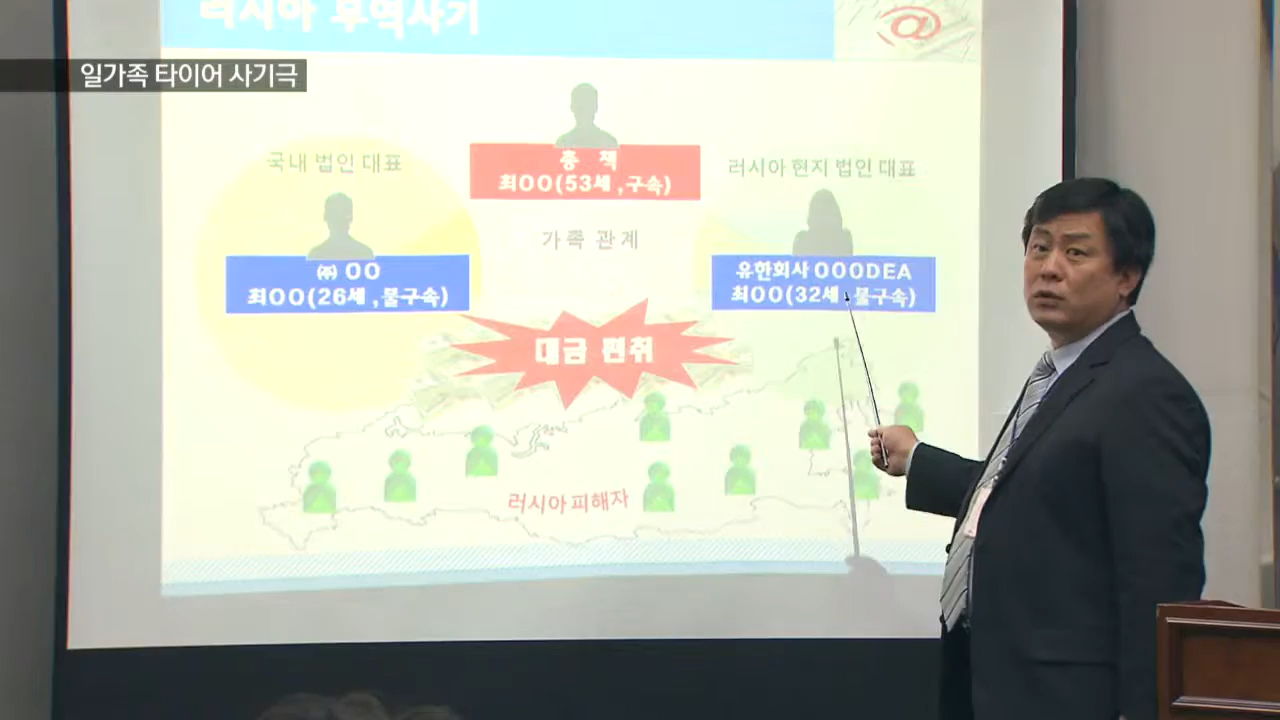 러시아 무역사기
일가족 타이어 사기극
총 책
최OO(53세 , 구속)
국내 법인 대표
러시아 현지 법인 대표
가 족 관 계
㈜ OO
최OO(26세 , 불구속)
유한회사 OOODEA
최OO(32세, 불구속)
대금 편취
러시아 피해자